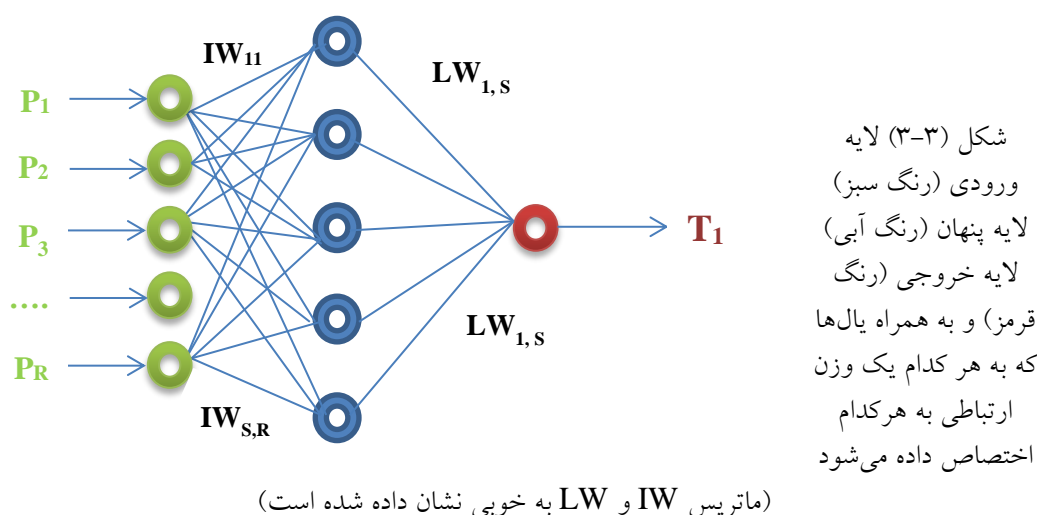 IW11
LW1, S
P1
P2
P3
....
PR
T1
LW1, S
IWS,R
شکل (۳-۳) لایه
ورودی (رنگ سبز)
لایه پنهان (رنگ آبی)
لایه خروجی (رنگ
قرمز) و به همراه یال‌ها
که به هر کدام یک وزن
ارتباطی به هرکدام
اختصاص داده می‌شود
(ماتریس IW و LW به خوبی نشان داده شده است)